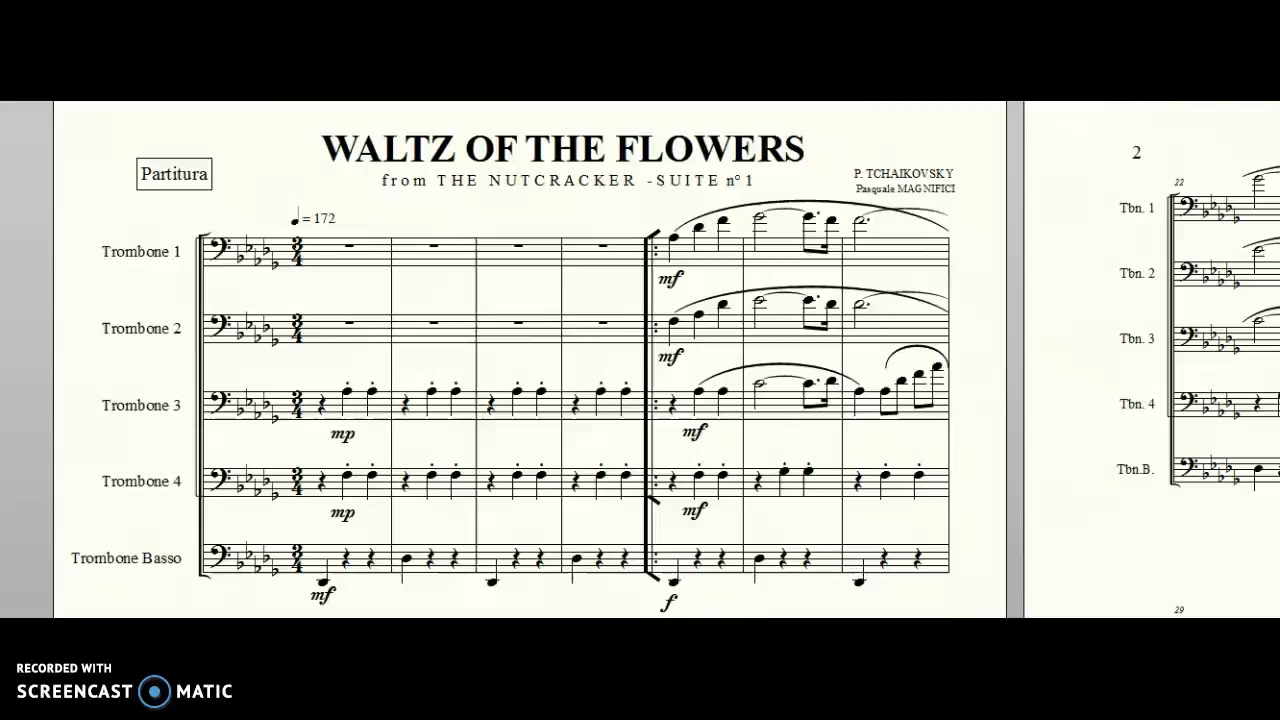 WALTZ OF THE FLOWERS
Partitura
from THE NUTCRACKER -SUITE n°1
P. TCHAIKOVSKY
Pasquale MAGNIFICI
= 172
Trombone 1
mf
Trombone 2
mf
Trombone 3
mp
mf
Trombone 4
mp
mf
Trombone Basso
mf
f
2
22
Tbn. 1
Tbn. 2
Tbn. 3
Tbn. 4
Tbn.B.
29
RECORDED WITH
SCREENCAST MATIC